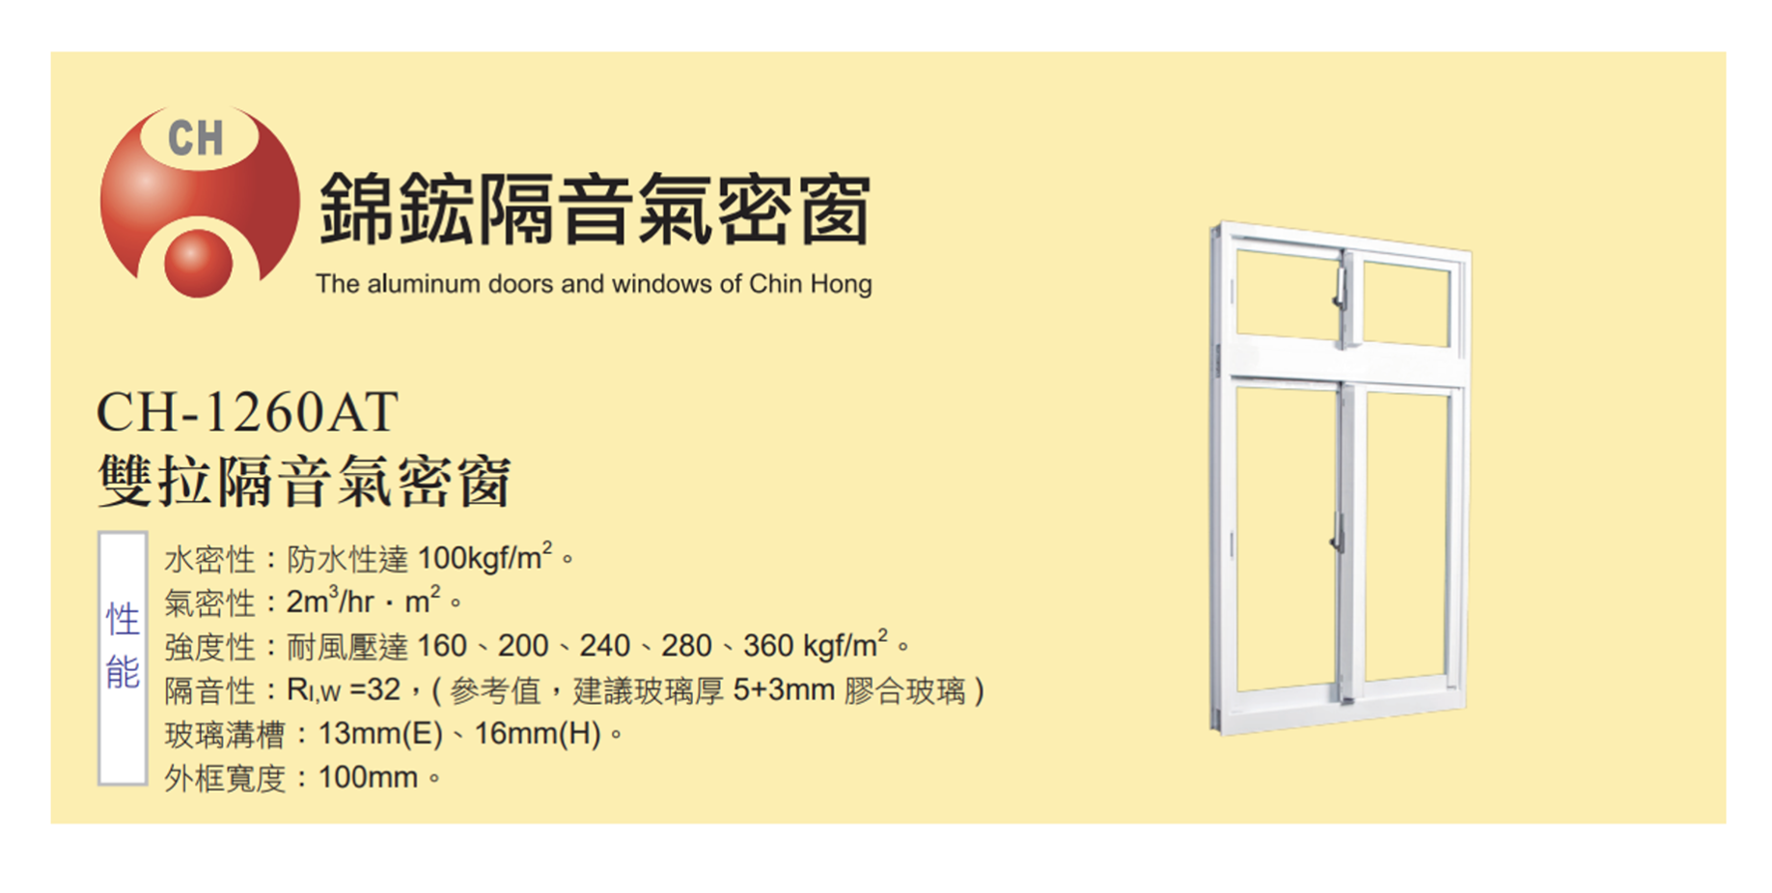 CH
錦鋐隔音氣密窗
The aluminum doors and windows of Chin Hong
CH-1260AT
雙拉隔音氣密窗
性能
水密性：防水性達 100kgf/m²。
氣密性：2m³/hr・m²。
強度性：耐風壓達 160、200、240、280、360 kgf/m²。
隔音性：RI,W =32，( 參考值，建議玻璃厚 5+3mm 膠合玻璃 )
玻璃溝槽：13mm(E)、16mm(H)。
外框寬度：100mm。